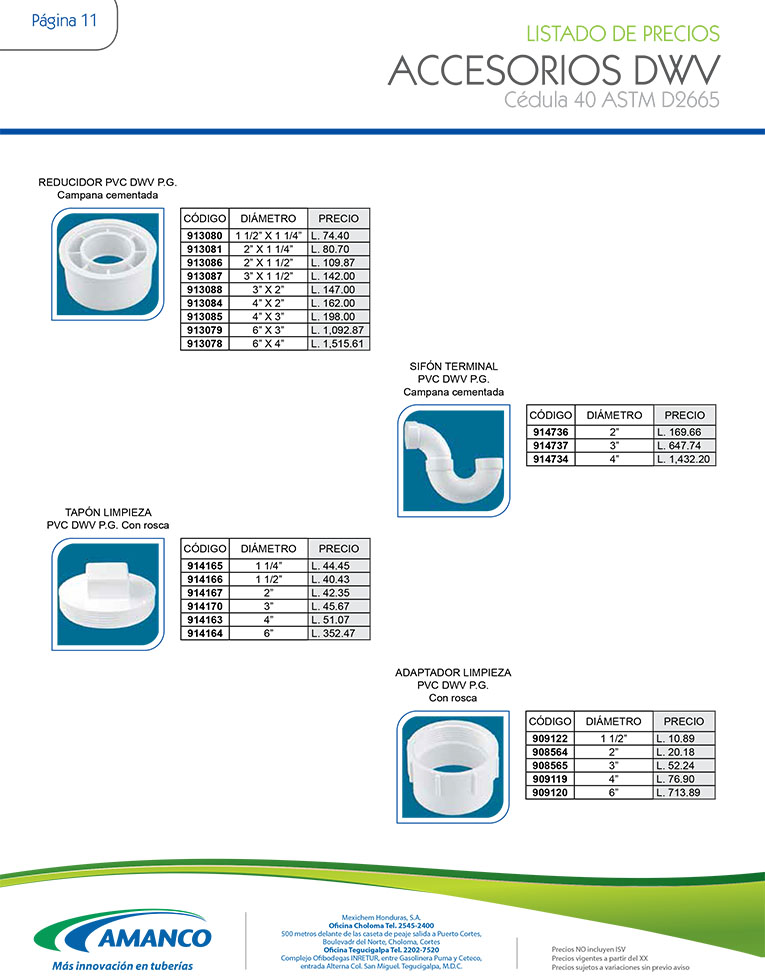 Página 11
LISTADO DE PRECIOS
ACCESORIOS DWV
Cédula 40 ASTM D2665
REDUCIDOR PVC DWV P.G.
Campana cementada
CÓDIGO DIÁMETRO PRECIO
913080 1 1/2” X 1 1/4” L. 74.40
913081 2” X 1 1/4” L. 80.70
913086 2” X 1 1/2” L. 109.87
913087 3” X 1 1/2” L. 142.00
913088 3” X 2” L. 147.00
913084 4” X 2” L. 162.00
913085 4” X 3” L. 198.00
913079 6” X 3” L. 1,092.87
913078 6” X 4” L. 1,515.61
SIFÓN TERMINAL
PVC DWV P.G.
Campana cementada
CÓDIGO DIÁMETRO PRECIO
914736 2” L. 169.66
914737 3” L. 647.74
914734 4” L. 1,432.20
TAPÓN LIMPIEZA
PVC DWV P.G. Con rosca
CÓDIGO DIÁMETRO PRECIO
914165 1 1/4” L. 44.45
914166 1 1/2” L. 40.43
914167 2” L. 42.35
914170 3” L. 45.67
914163 4” L. 51.07
914164 6” L. 352.47
ADAPTADOR LIMPIEZA
PVC DWV P.G.
Con rosca
CÓDIGO DIÁMETRO PRECIO
909122 1 1/2” L. 10.89
908564 2” L. 20.18
908565 3” L. 52.24
909119 4” L. 76.90
909120 6” L. 713.89
AMANCO
Más innovación en tuberías
Mexichem Honduras, S.A.
Oficina Choloma Tel. 2545-2400
500 metros delante de las caseta de peaje salida a Puerto Cortes,
Boulevadr del Norte, Choloma, Cortes
Oficina Tegucigalpa Tel. 2202-7520
Complejo Ofibodegas INRETUR, entre Gasolinera Puma y Ceteco,
entrada Alterna Col. San Miguel. Tegucigalpa, M.D.C.
Precios NO incluyen ISV
Precios vigentes a partir del XX
Precios sujetos a variaciones sin previo aviso